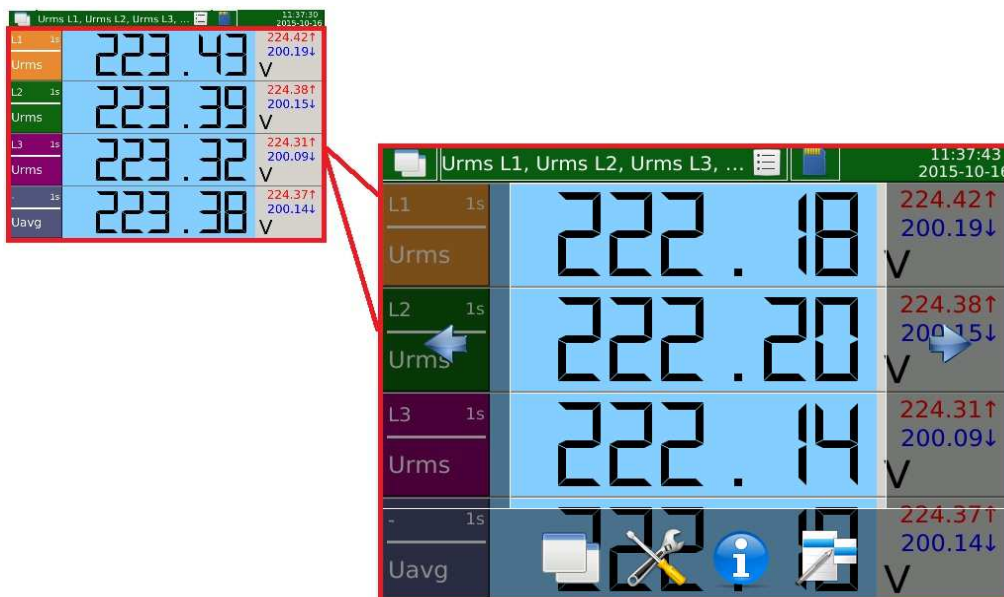 Urms L1, Urms L2, Urms L3, ...
11:37:30
2015-10-16
L1 1s
Urms
223.43
224.42↑
200.19↓
V
L2 1s
Urms
223.39
224.38↑
200.15↓
V
L3 1s
Urms
223.32
224.31↑
200.09↓
V
- 1s
Uavg
223.38
224.37↑
200.14↓
V
Urms L1, Urms L2, Urms L3, ...
11:37:43
2015-10-16
L1 1s
Urms
222.18
224.42↑
200.19↓
V
L2 1s
Urms
222.20
224.38↑
200.15↓
V
L3 1s
Urms
222.14
224.31↑
200.09↓
V
- 1s
Uavg
224.37↑
200.14↓
V